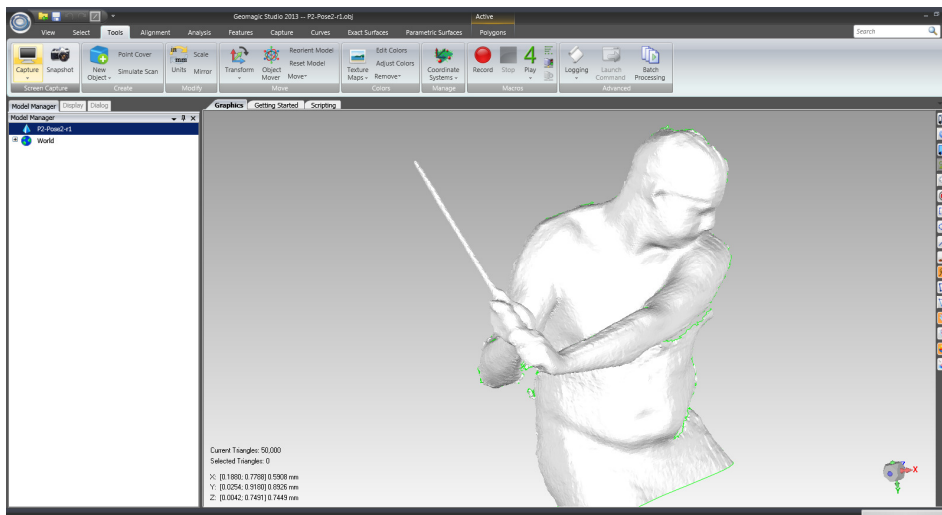 Geomagic Studio 2013 -- P2-Pose2-r1.obj
Active
View Select Tools Alignment Analysis Features Capture Curves Exact Surfaces Parametric Surfaces Polygons
Search
Capture
Snapshot
New Object
Point Cover
Simulate Scan
Units
Scale
Mirror
Transform
Object Mover
Reorient Model
Reset Model
Move
Texture Maps
Edit Colors
Adjust Colors
Remove
Coordinate Systems
Record
Stop
Play
Logging
Launch Command
Batch Processing
Screen Capture Create Modify Move Colors Manage Macros Advanced
Model Manager Display Dialog
Graphics Getting Started Scripting
Model Manager
P2-Pose2-r1
World
Current Triangles: 50,000
Selected Triangles: 0
X: [0.1880; 0.7788] 0.5908 mm
Y: [0.0254; 0.9180] 0.8926 mm
Z: [0.0042; 0.7491] 0.7449 mm
X
Y